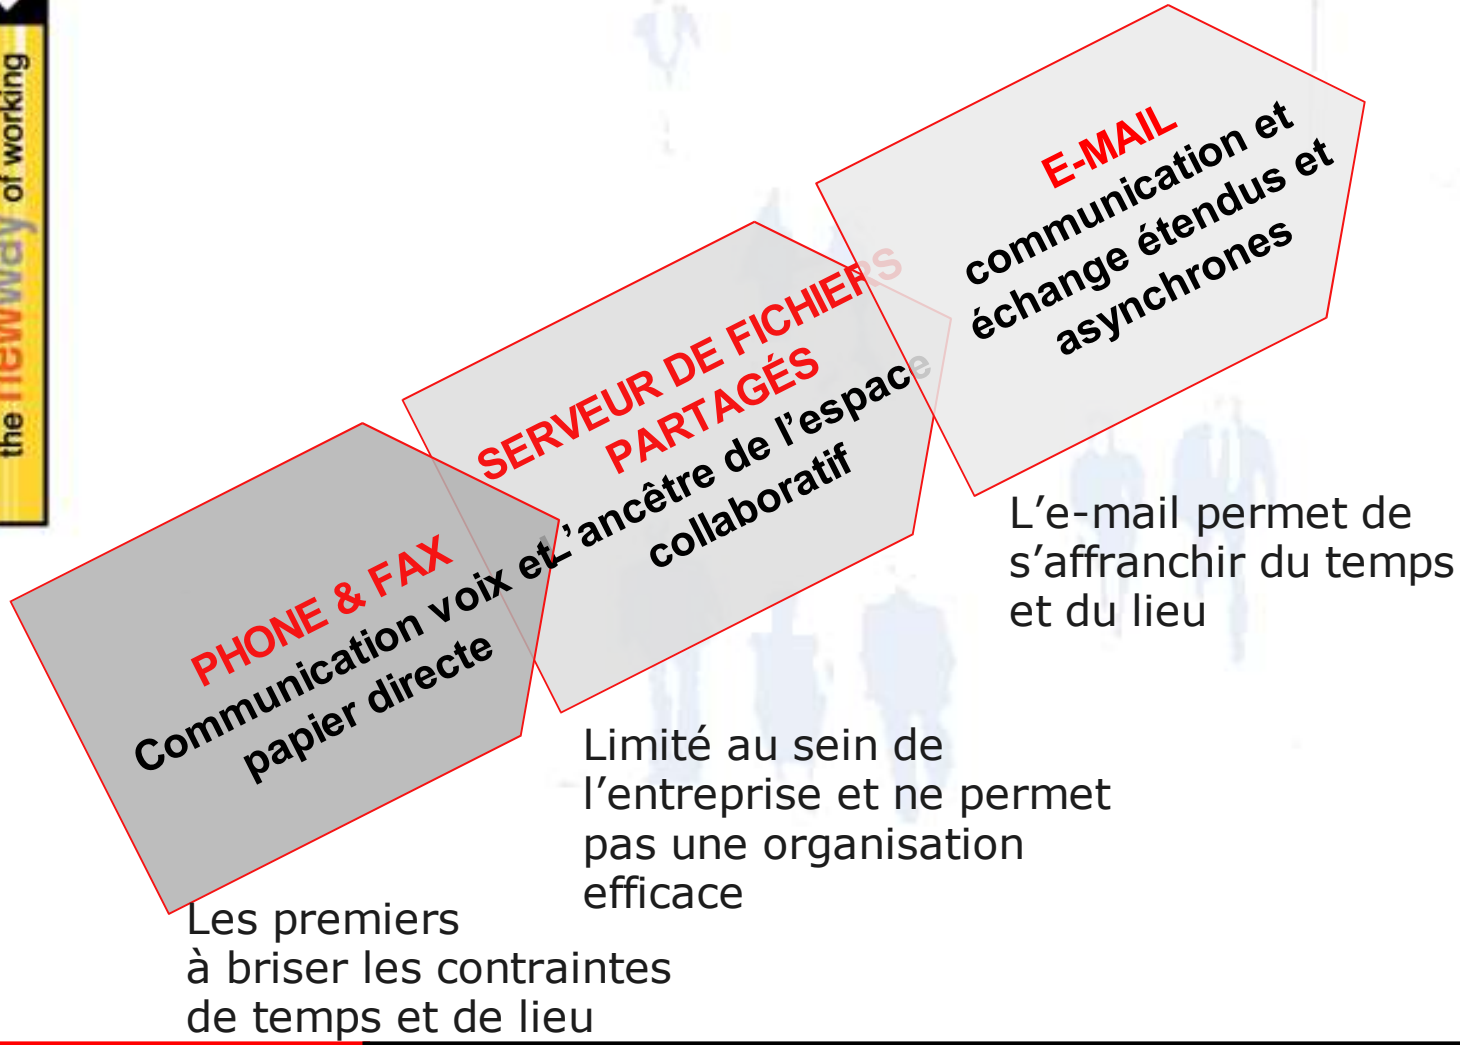 the newway of working
E-MAIL
communication et
échange étendus et
asynchrones
SERVEUR DE FICHIERS
PARTAGÉS
L’ancêtre de l’espace
collaboratif
PHONE & FAX
Communication voix et
papier directe
L’e-mail permet de
s’affranchir du temps
et du lieu
Limité au sein de
l’entreprise et ne permet
pas une organisation
efficace
Les premiers
à briser les contraintes
de temps et de lieu